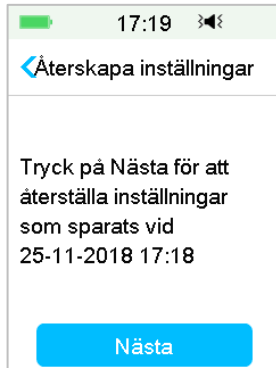 17:19
Återskapa inställningar
Tryck på Nästa för att
återställa inställningar
som sparats vid
25-11-2018 17:18
Nästa